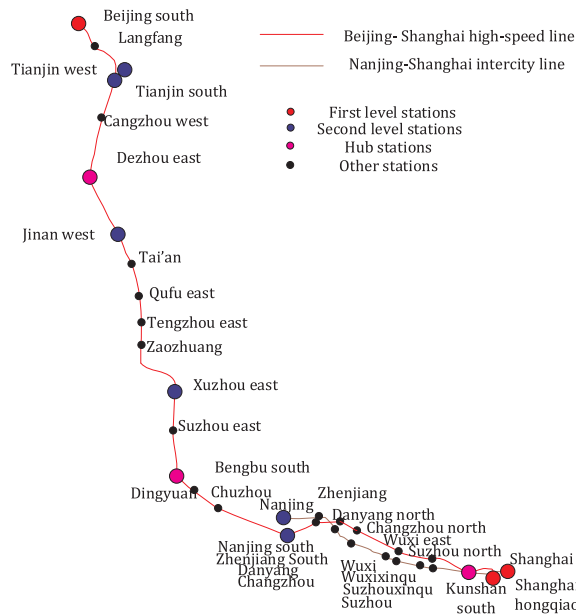 Beijing south
Langfang
Tianjin west
Tianjin south
Cangzhou west
Dezhou east
Jinan west
Tai'an
Qufu east
Tengzhou east
Zaozhuang
Xuzhou east
Suzhou east
Bengbu south
Dingyuan
Chuzhou
Nanjing
Zhenjiang
Danyang north
Changzhou north
Wuxi east
Suzhou north
Nanjing south
Zhenjiang South
Danyang
Changzhou
Wuxi
Wuxixinqu
Suzhouxinqu
Suzhou
Kunshan
south
Shanghai
Shanghai
hongqiao
Beijing- Shanghai high-speed line
Nanjing-Shanghai intercity line
First level stations
Second level stations
Hub stations
Other stations